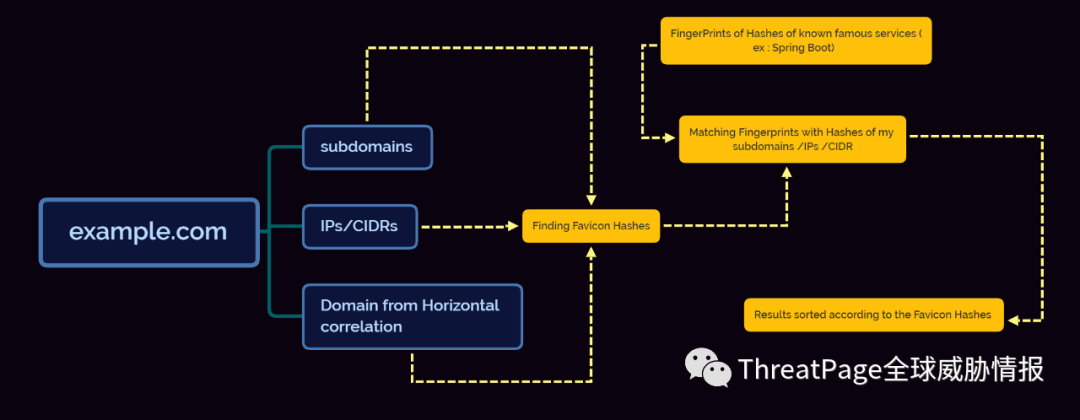 example.com
subdomains
IPs/CIDRs
Domain from Horizontal
correlation
Finding Favicon Hashes
FingerPrints of Hashes of known famous services (
ex : Spring Boot)
Matching Fingerprints with Hashes of my
subdomains /IPs /CIDR
Results sorted according to the Favicon Hashes
ThreatPage全球威胁情报